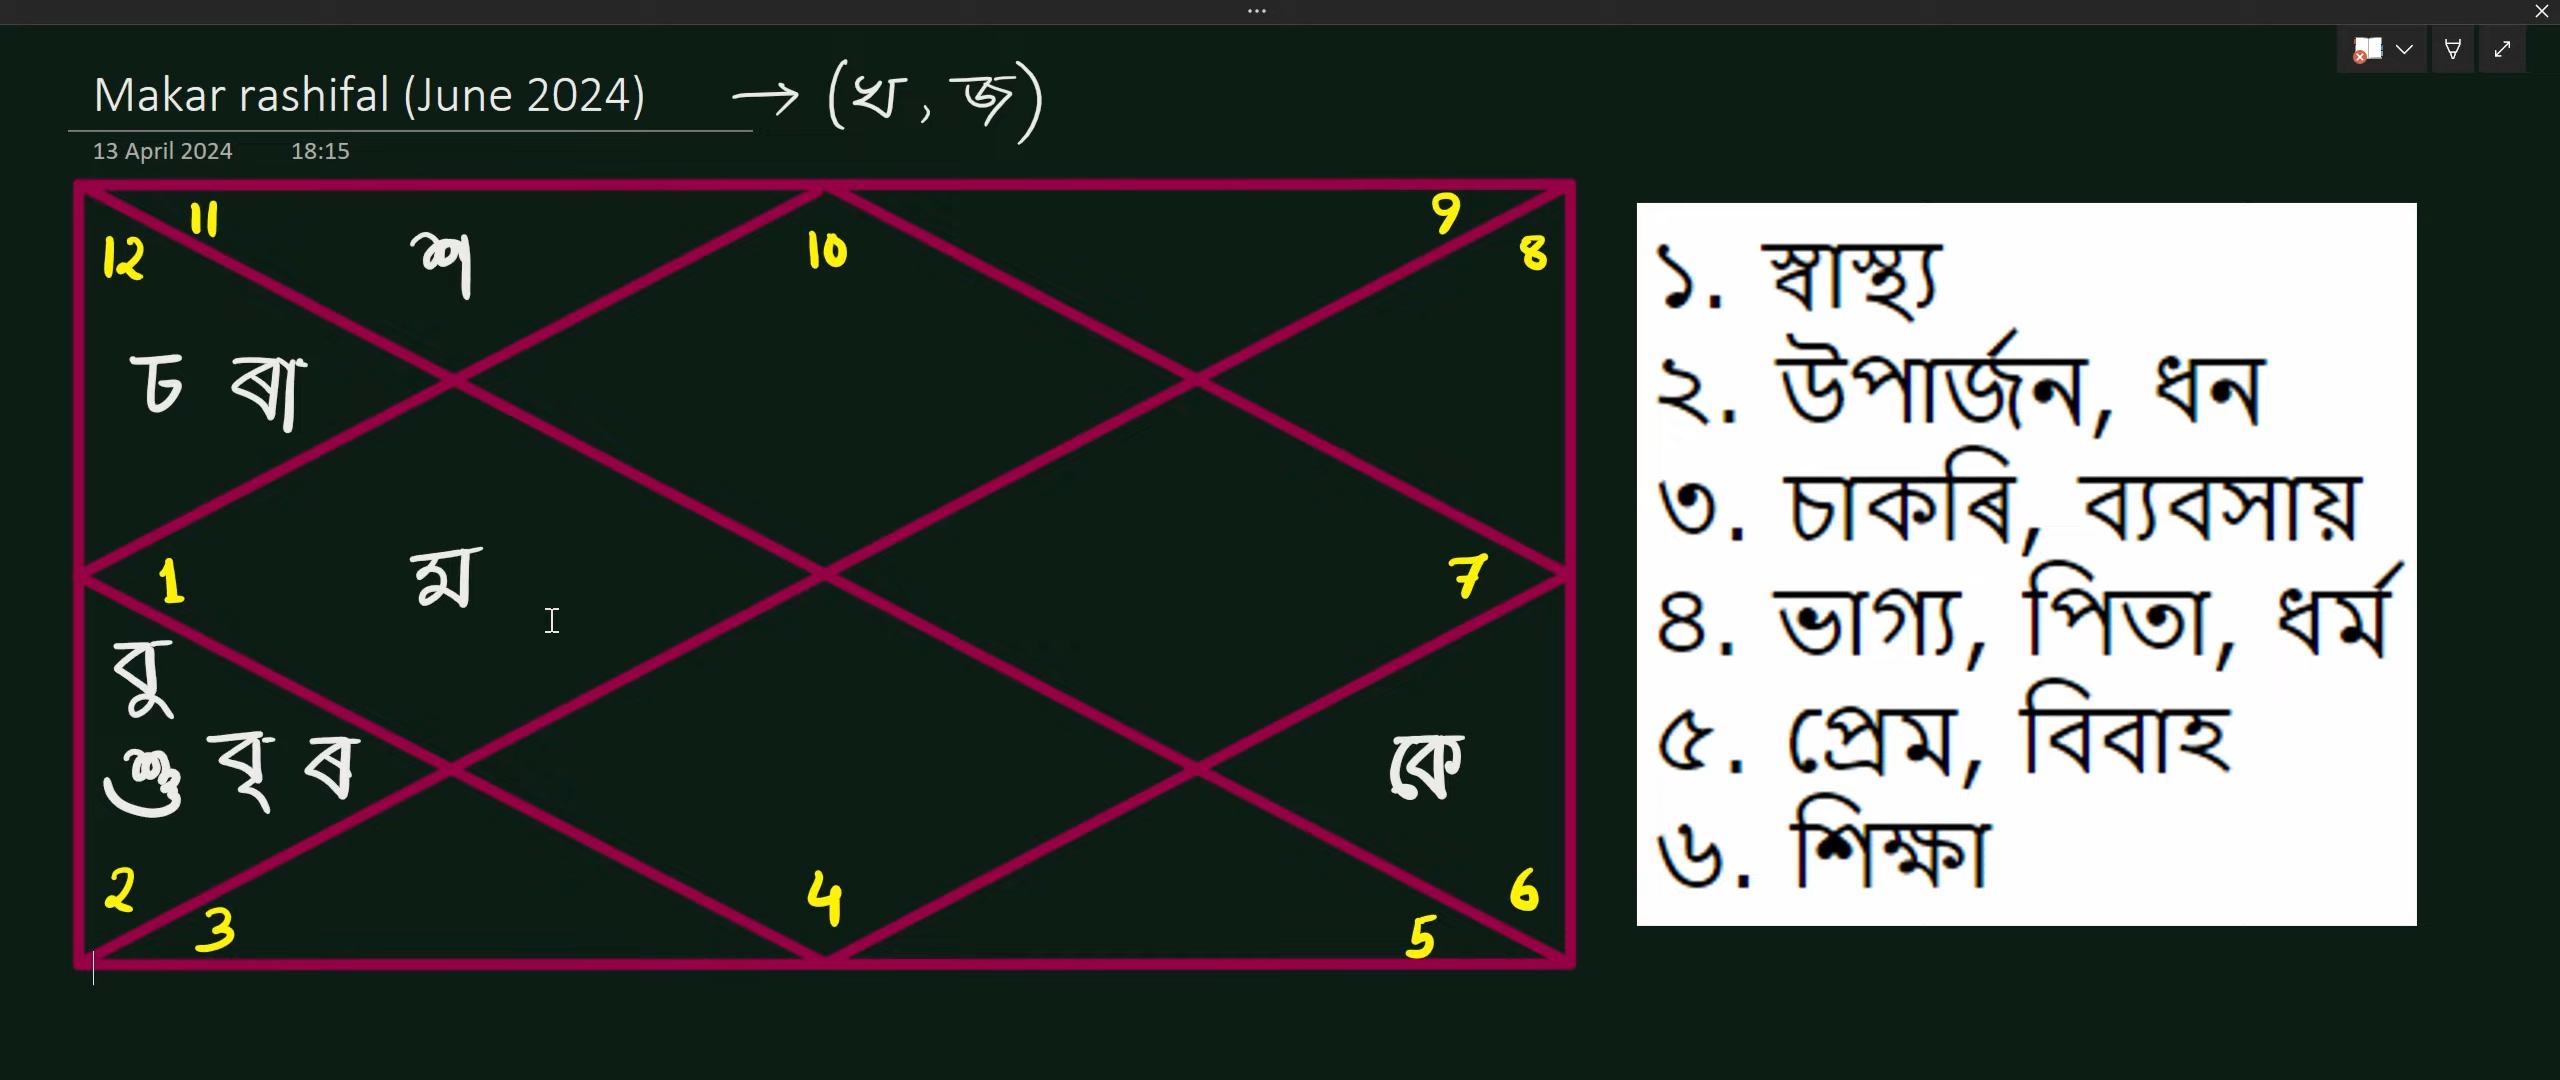 Makar rashifal (June 2024) → (খ, জ)
13 April 2024 18:15
11 10 9
12 শ 8
চ ৰা
1 ম 7
বু
শু বৃ ৰ কে
2 4 6
3 5
১. স্বাস্থ্য
২. উপাৰ্জন, ধন
৩. চাকৰি, ব্যবসায়
৪. ভাগ্য, পিতা, ধৰ্ম
৫. প্ৰেম, বিবাহ
৬. শিক্ষা